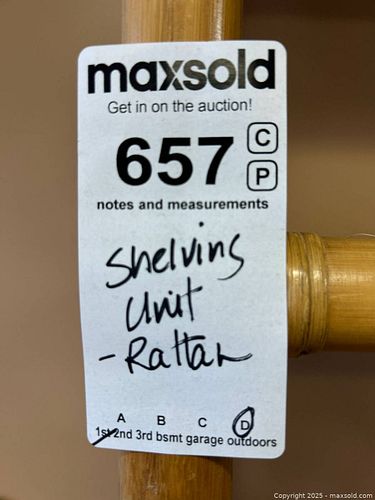 maxsold
Get in on the auction!
657 C
P
notes and measurements
Shelving
Unit
- Rattan
A B C D
1st 2nd 3rd bsmt garage outdoors
Copyright 2025 - maxsold.com